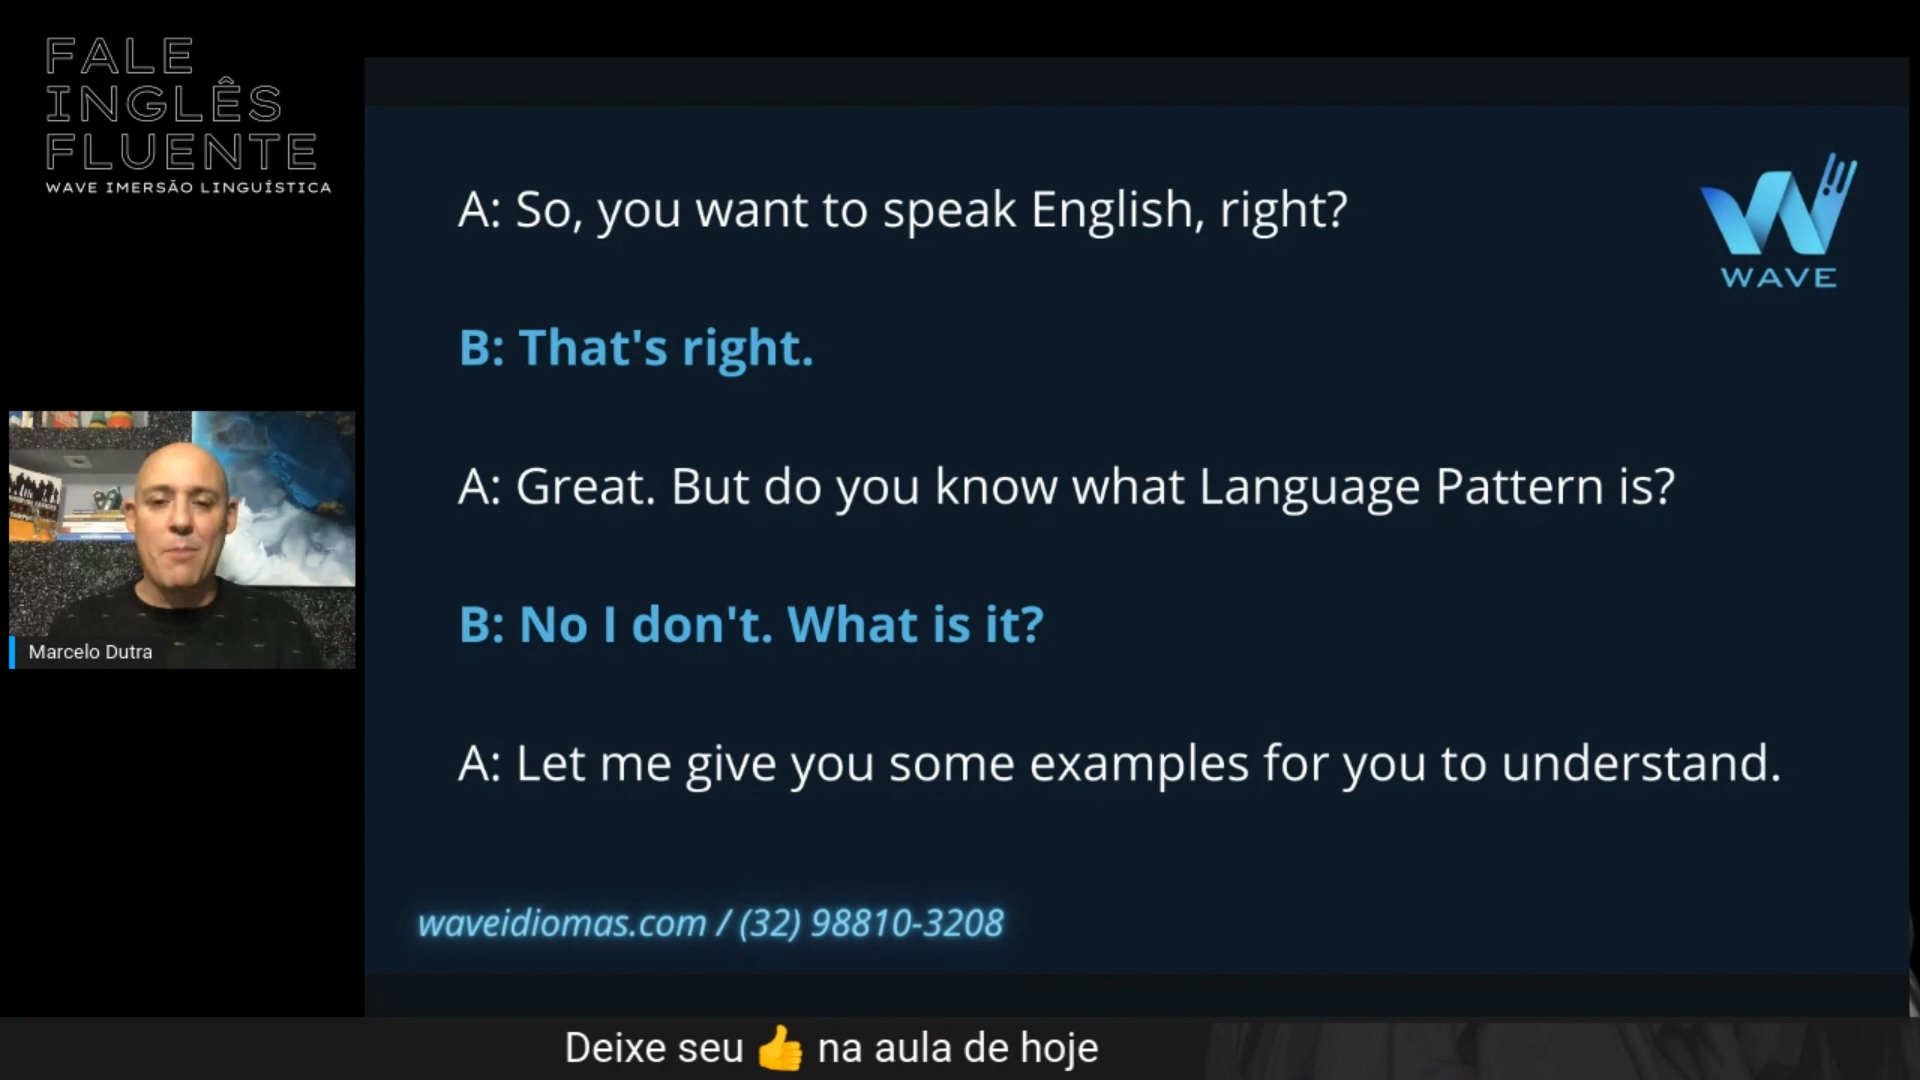 FALE
INGLÊS
FLUENTE
WAVE IMERSÃO LINGUÍSTICA
A: So, you want to speak English, right?
WAVE
B: That's right.
A: Great. But do you know what Language Pattern is?
B: No I don't. What is it?
Marcelo Dutra
A: Let me give you some examples for you to understand.
waveidiomas.com / (32) 98810-3208
Deixe seu 👍 na aula de hoje